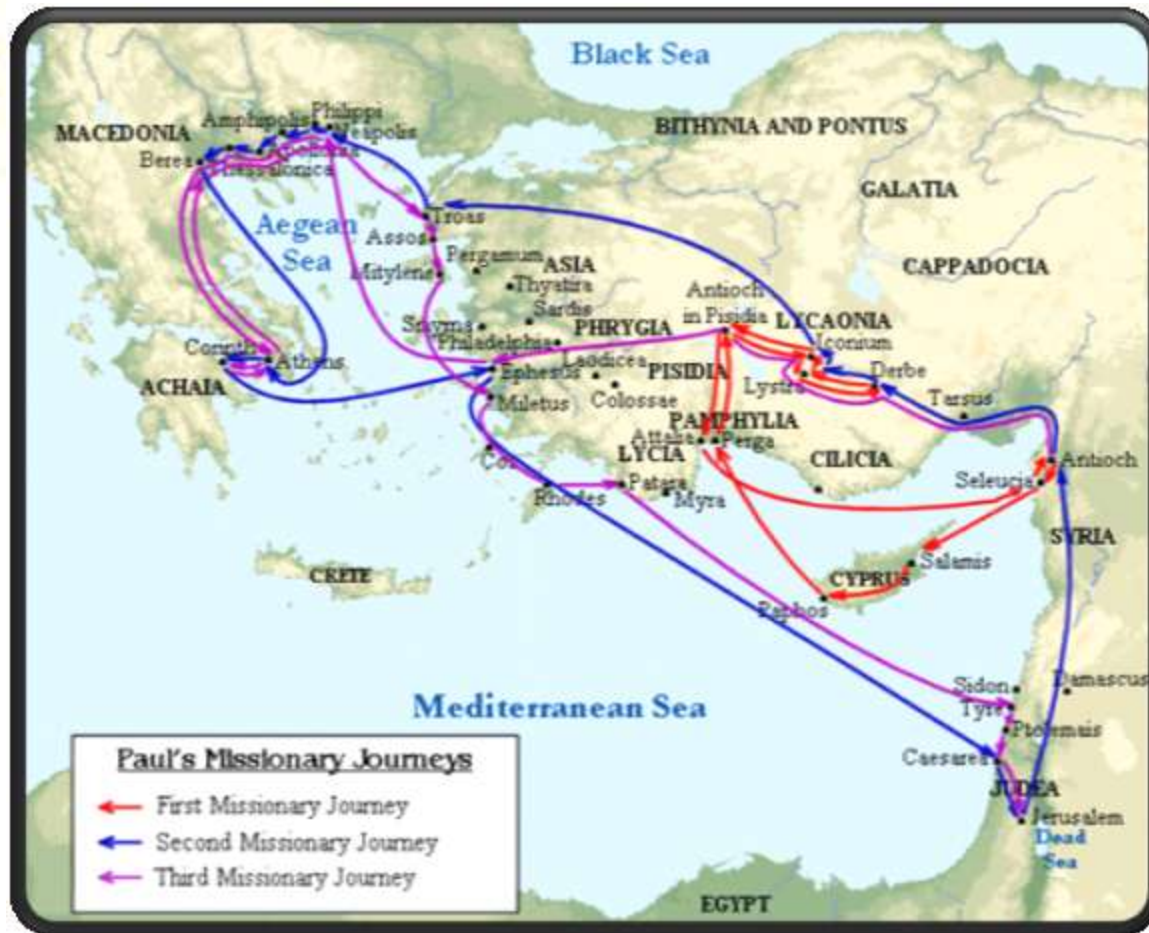 Black Sea
MACEDONIA
Amphipolis
Philippi
Neapolis
BITHYNIA AND PONTUS
Berea
Thessalonica
GALATIA
Aegean
Sea
Troas
Assos
Pergamum
ASIA
CAPPADOCIA
Mitylene
Thyatira
Antioch
in Pisidia
Sardis
LYCAONIA
Smyrna
PHRYGIA
Philadelphia
Iconium
Corinth
Athens
Laodicea
Ephesus
PISIDIA
Derbe
ACHAIA
Lystra
Colossae
Miletus
Tarsus
PAMPHYLIA
Attalia
Perga
Cos
LYCIA
CILICIA
Antioch
Rhodes
Patara
Myra
Seleucia
SYRIA
Salamis
CRETE
CYPRUS
Paphos
Sidon
Damascus
Mediterranean Sea
Tyre
Ptolemais
Caesarea
JUDEA
Jerusalem
Dead
Sea
Paul's Missionary Journeys
First Missionary Journey
Second Missionary Journey
Third Missionary Journey
EGYPT